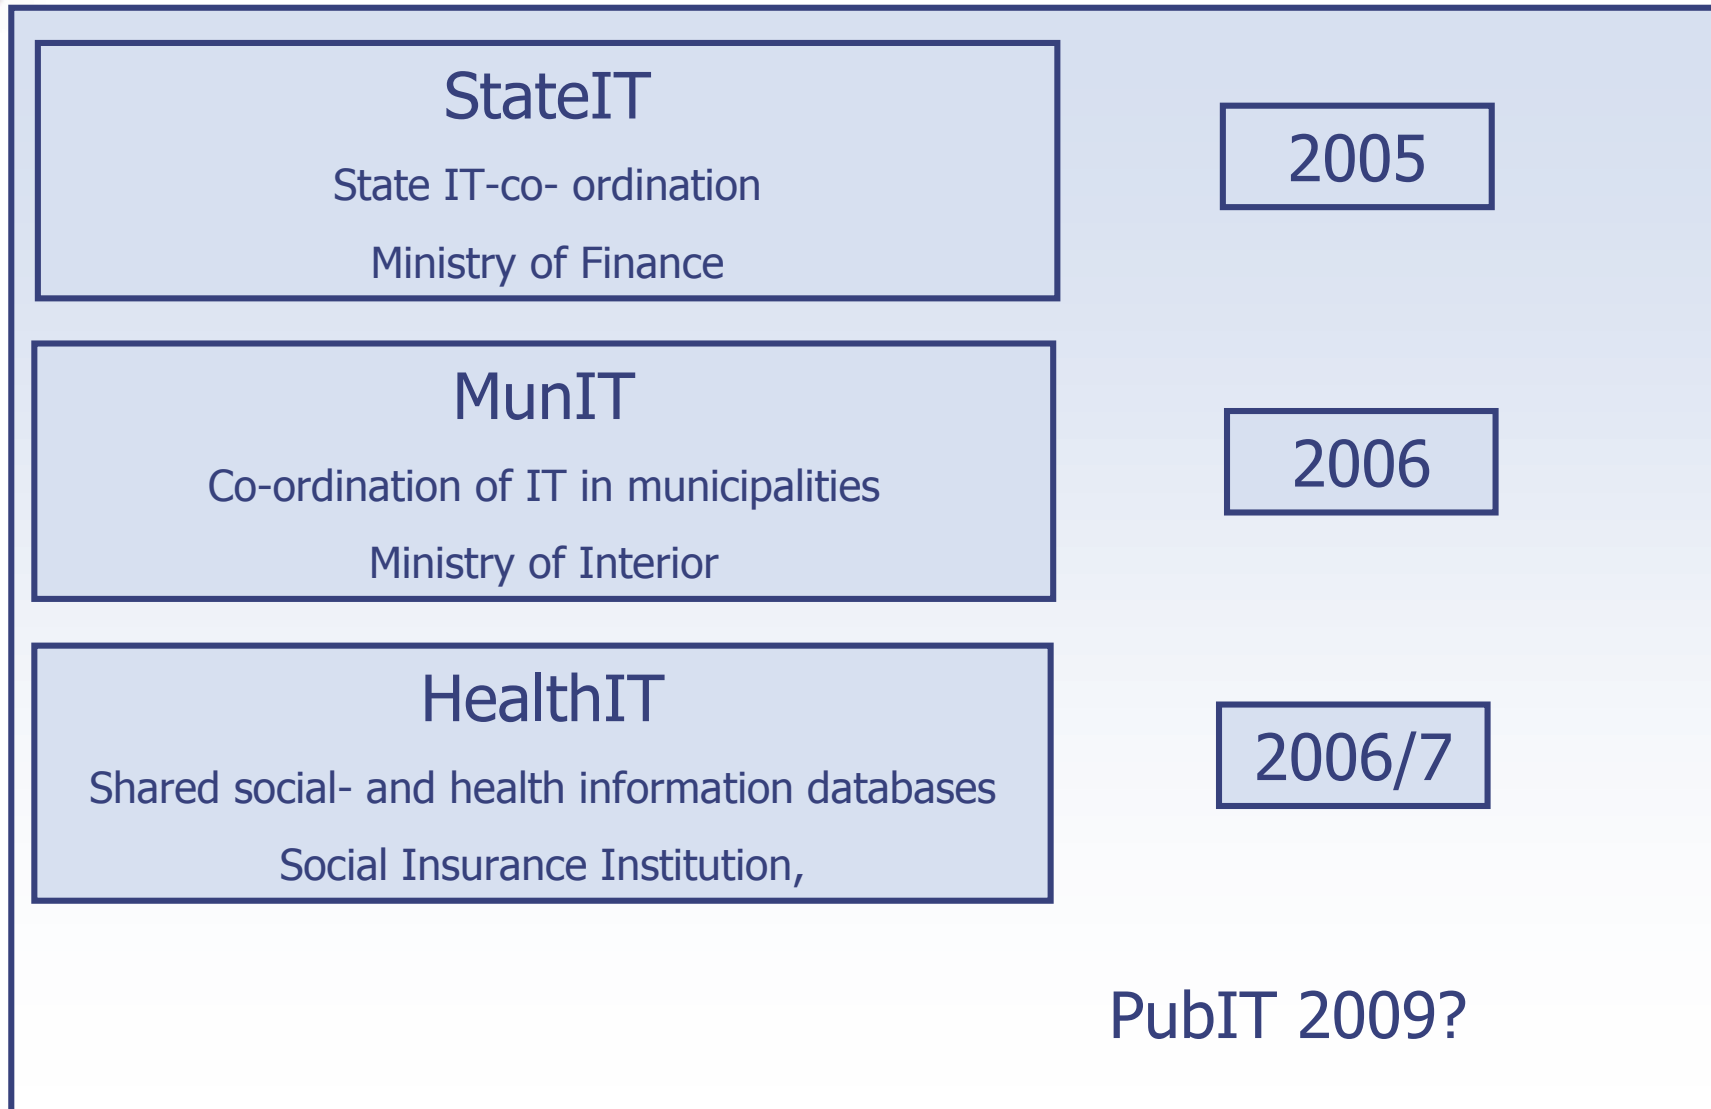 StateIT
State IT-co- ordination
Ministry of Finance
2005
MunIT
Co-ordination of IT in municipalities
Ministry of Interior
2006
HealthIT
Shared social- and health information databases
Social Insurance Institution,
2006/7
PubIT 2009?